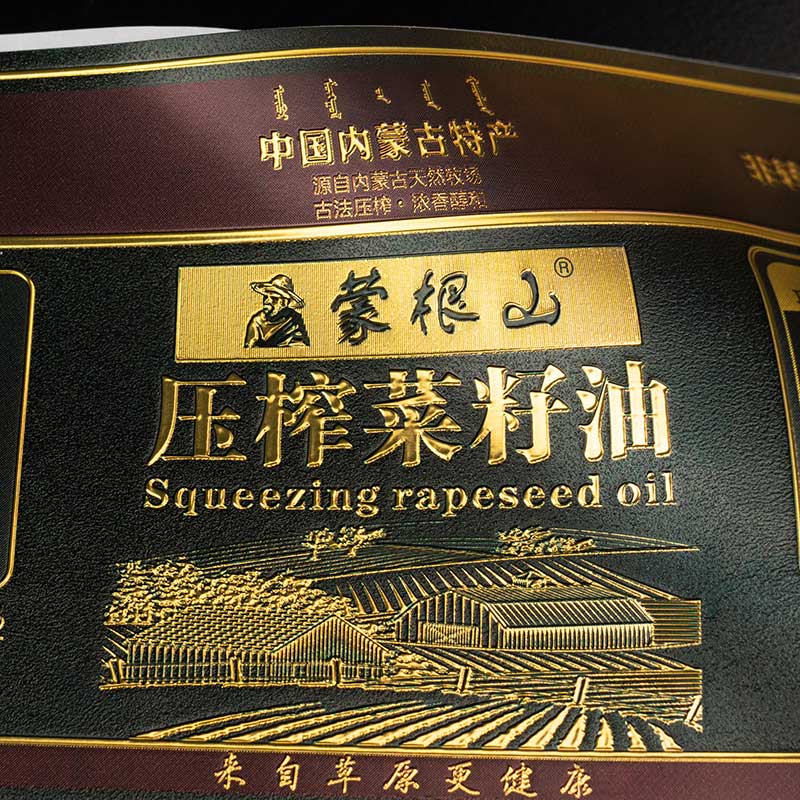 中国内蒙古特产
源自内蒙古天然牧场
古法压榨·浓香醇和
蒙根山®
压榨菜籽油
Squeezing rapeseed oil
来自草原更健康